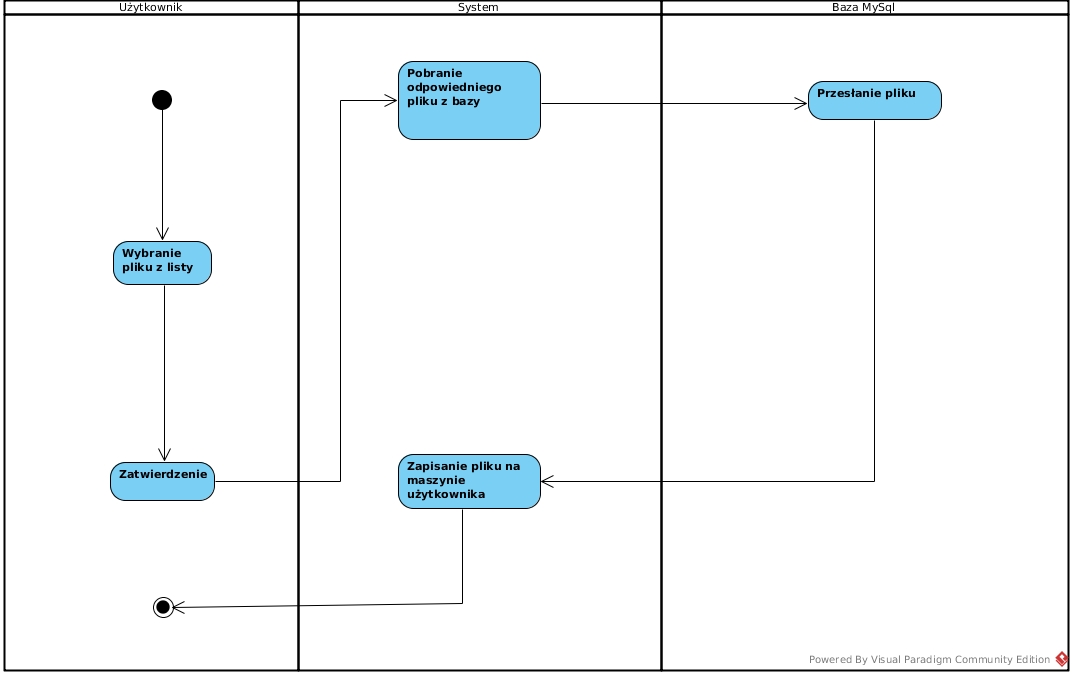 Użytkownik
System
Baza MySql
Pobranie
odpowiedniego
pliku z bazy
Przesłanie pliku
Wybranie
pliku z listy
Zatwierdzenie
Zapisanie pliku na
maszynie
użytkownika
Powered By Visual Paradigm Community Edition